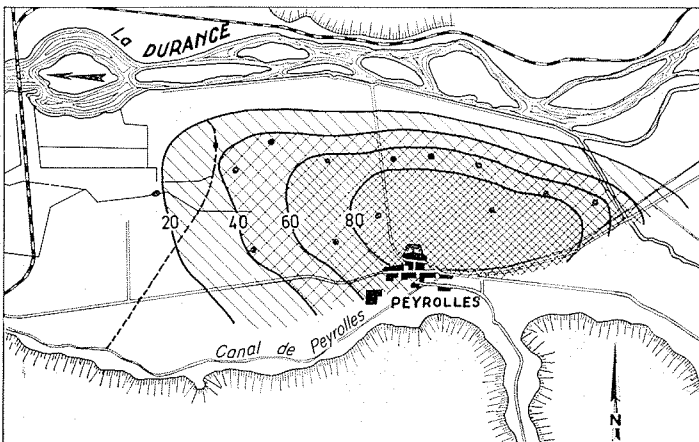 La DURANCE
20 40 60 80
PEYROLLES
Canal de Peyrolles
N